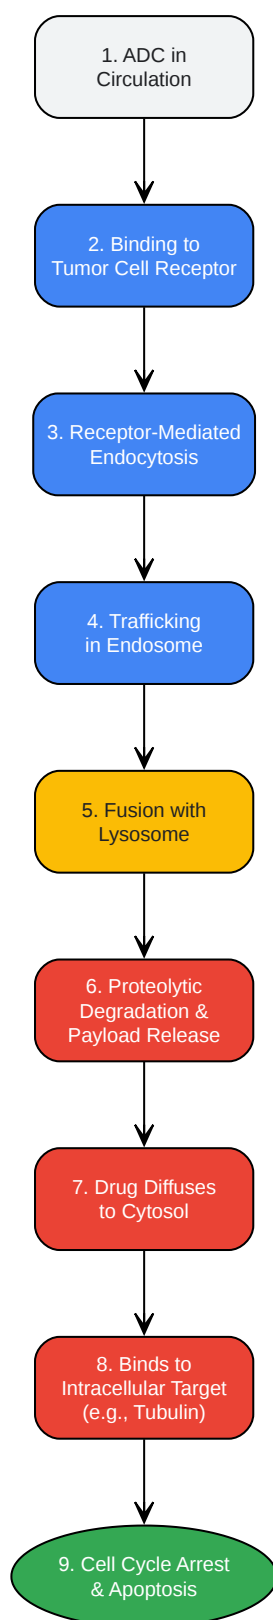 1. ADC in
Circulation
2. Binding to
Tumor Cell Receptor
3. Receptor-Mediated
Endocytosis
4. Trafficking
in Endosome
5. Fusion with
Lysosome
6. Proteolytic
Degradation &
Payload Release
7. Drug Diffuses
to Cytosol
8. Binds to
Intracellular Target
(e.g., Tubulin)
9. Cell Cycle Arrest
& Apoptosis